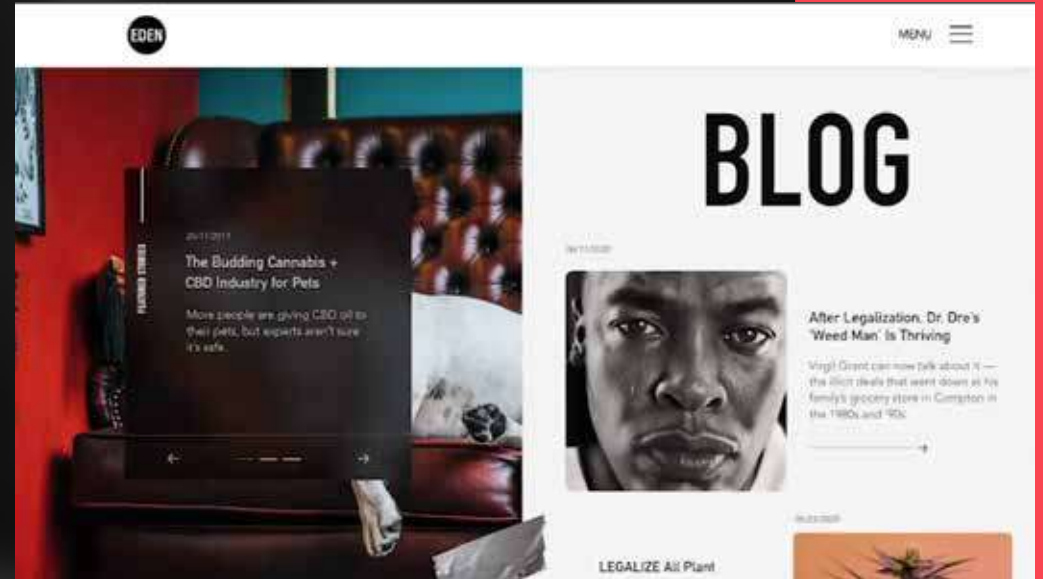 EDEN
MENU
BLOG
FEATURED STORIES
The Budding Cannabis +
CBD Industry for Pets
More people are giving CBD oil to
their pets, but experts aren't sure
it's safe.
After Legalization, Dr. Dre's
'Weed Man' Is Thriving
Virgil Grant can now talk about it —
the illicit deals that went down at his
family's grocery store in Compton in
the 1980s and '90s
LEGALIZE All Plant